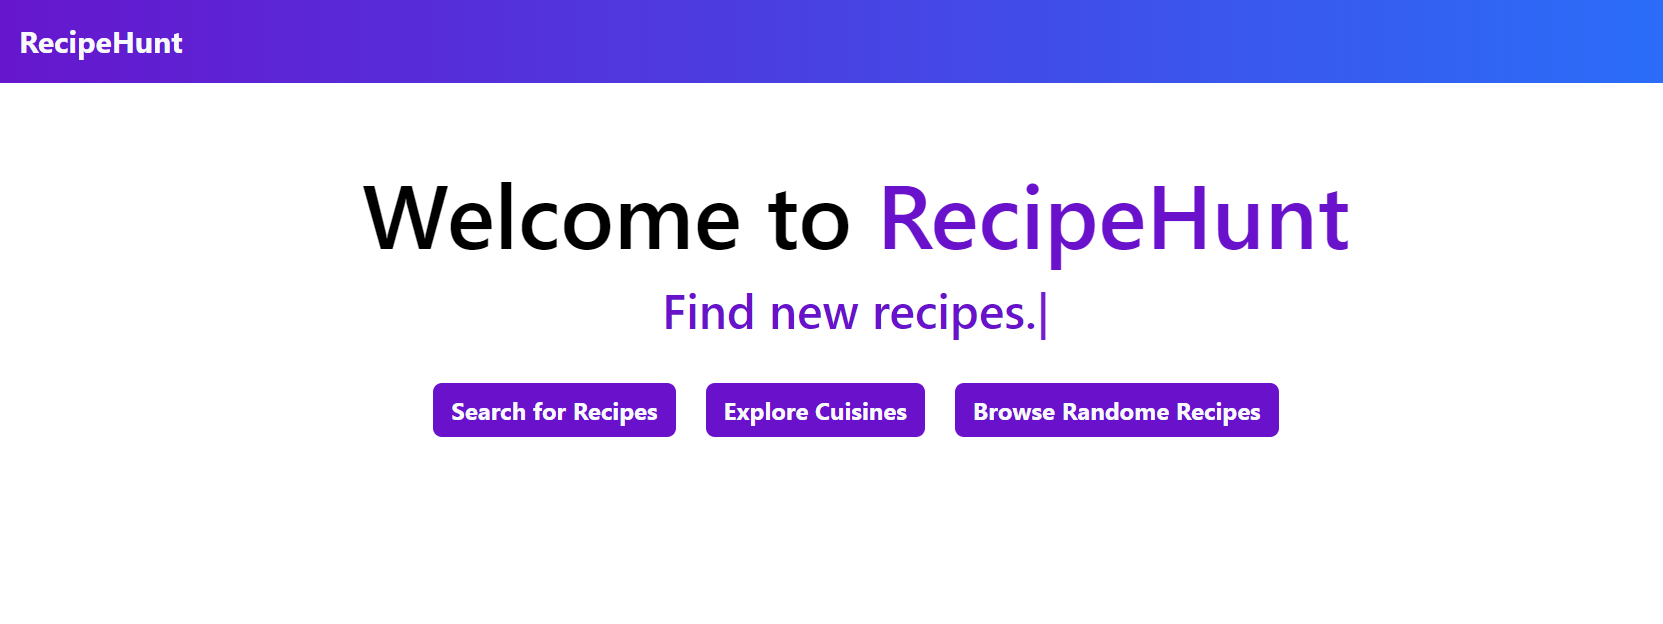 RecipeHunt
Welcome to RecipeHunt
Find new recipes.|
Search for Recipes
Explore Cuisines
Browse Randome Recipes